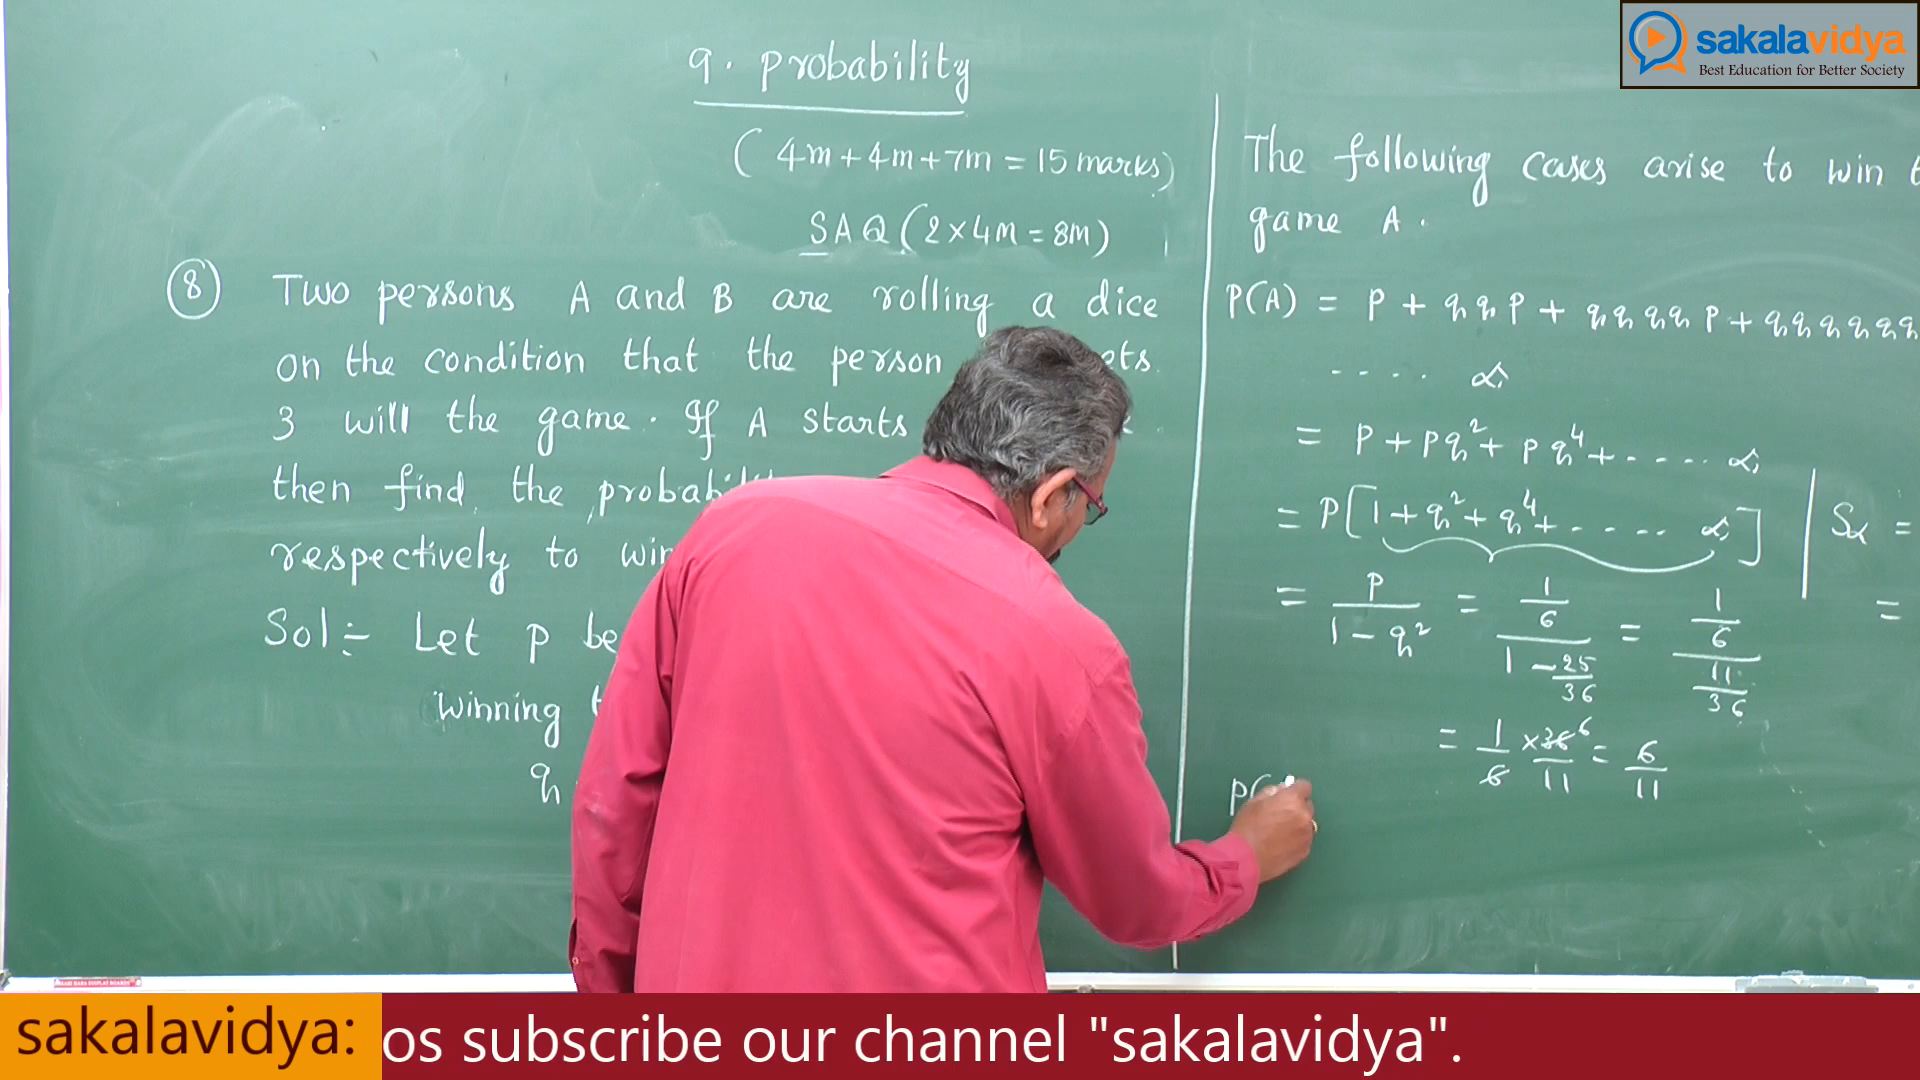 sakalavidya
Best Education for Better Society
9. Probability
(4m+4m+7m = 15 marks)
SAQ (2×4m = 8m)
(8) Two persons A and B are rolling a dice
on the condition that the person ets
3 will the game. If A starts
then find the probabil
respectively to win
Sol:- Let p be
winning
q
The following cases arise to win t
game A.
P(A) = p + q q p + q q q q p + q q q q q q
.... ∝
= p + pq² + pq⁴ + .... ∝
= p[1 + q² + q⁴ + ..... ∝] | S∝ =
= p/(1 - q²) = (1/6)/(1 - 25/36) = (1/6)/(11/36) =
= 1/6 × 36 6/11 = 6/11
P(
sakalavidya: os subscribe our channel "sakalavidya".